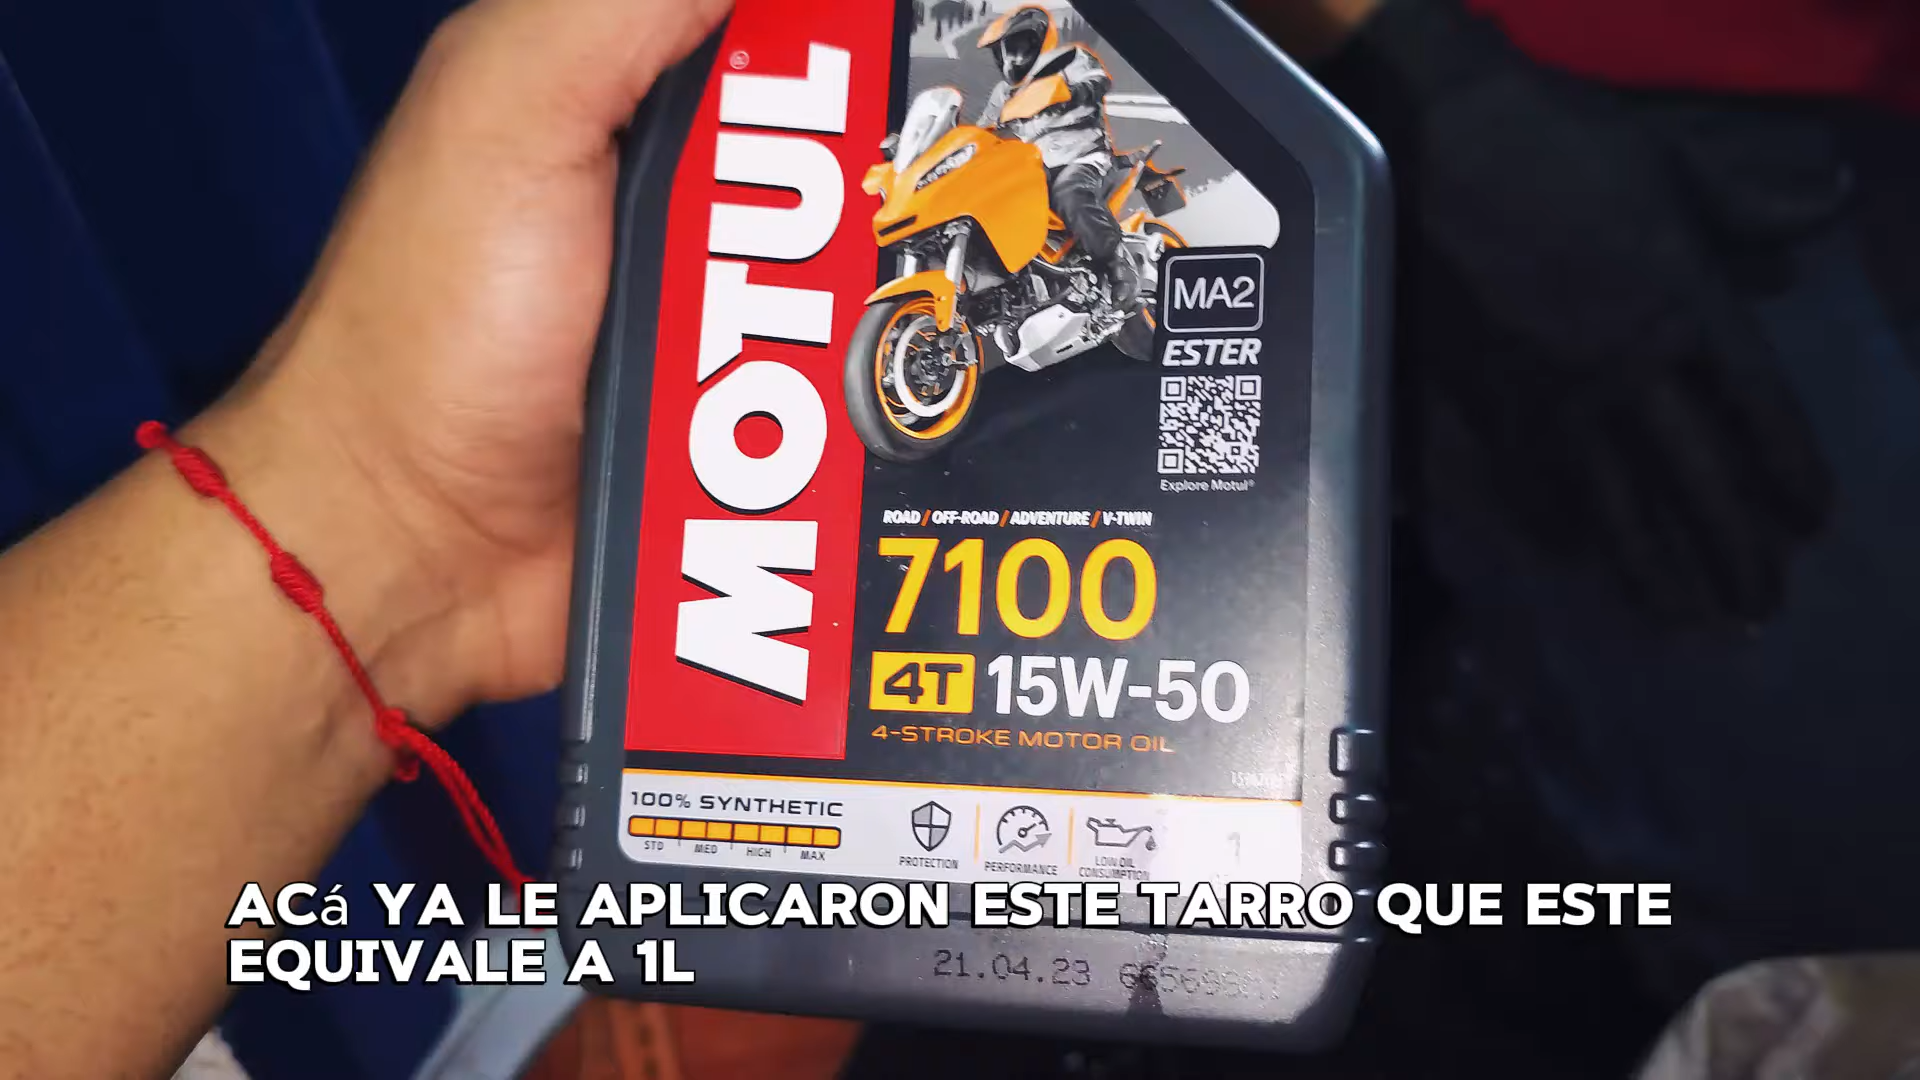 MOTUL®
MA2
ESTER
Explore Motul®
ROAD / OFF-ROAD / ADVENTURE / V-TWIN
7100
4T 15W-50
4-STROKE MOTOR OIL
100% SYNTHETIC
STD MED HIGH MAX
PROTECTION
PERFORMANCE
LOW OIL
CONSUMPTION
1
ACá YA LE APLICARON ESTE TARRO QUE ESTE
EQUIVALE A 1L
21.04.23